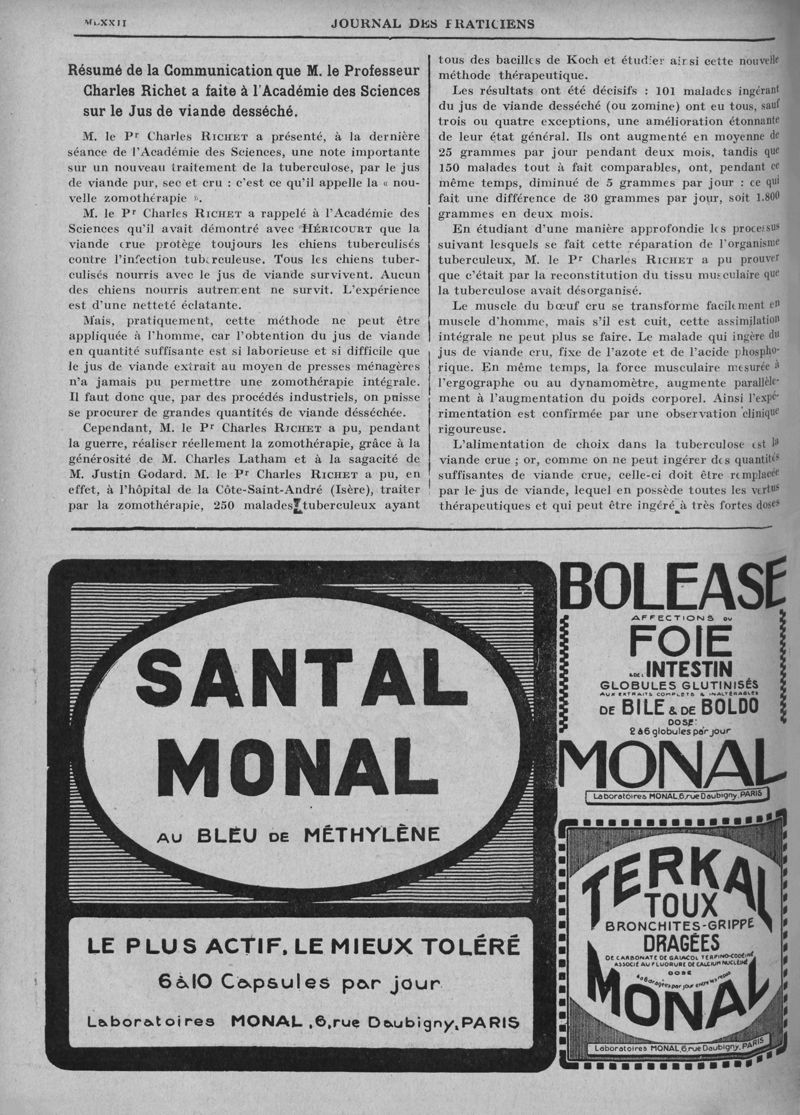 MLXXII
JOURNAL DES PRATICIENS
Résumé de la Communication que M. le Professeur
Charles Richet a faite à l'Académie des Sciences
sur le Jus de viande desséché.
M. le Pr Charles RICHET a présenté, à la dernière
séance de l'Académie des Sciences, une note importante
sur un nouveau traitement de la tuberculose, par le jus
de viande pur, sec et cru : c'est ce qu'il appelle la « nou-
velle zomothérapie ».
M. le Pr Charles RICHET a rappelé à l'Académie des
Sciences qu'il avait démontré avec HÉRICOURT que la
viande crue protège toujours les chiens tuberculisés
contre l'infection tuberculeuse. Tous les chiens tuber-
culisés nourris avec le jus de viande survivent. Aucun
des chiens nourris autrement ne survit. L'expérience
est d'une netteté éclatante.
Mais, pratiquement, cette méthode ne peut être
appliquée à l'homme, car l'obtention du jus de viande
en quantité suffisante est si laborieuse et si difficile que
le jus de viande extrait au moyen de presses ménagères
n'a jamais pu permettre une zomothérapie intégrale.
Il faut donc que, par des procédés industriels, on puisse
se procurer de grandes quantités de viande désséchée.
Cependant, M. le Pr Charles RICHET a pu, pendant
la guerre, réaliser réellement la zomothérapie, grâce à la
générosité de M. Charles Latham et à la sagacité de
M. Justin Godard. M. le Pr Charles RICHET a pu, en
effet, à l'hôpital de la Côte-Saint-André (Isère), traiter
par la zomothérapie, 250 malades tuberculeux ayant
tous des bacilles de Koch et étudier ainsi cette nouvelle
méthode thérapeutique.
Les résultats ont été décisifs : 101 malades ingérant
du jus de viande desséché (ou zomine) ont eu tous, sauf
trois ou quatre exceptions, une amélioration étonnante
de leur état général. Ils ont augmenté en moyenne de
25 grammes par jour pendant deux mois, tandis que
150 malades tout à fait comparables, ont, pendant ce
même temps, diminué de 5 grammes par jour : ce qui
fait une différence de 30 grammes par jour, soit 1.800
grammes en deux mois.
En étudiant d'une manière approfondie les processus
suivant lesquels se fait cette réparation de l'organisme
tuberculeux, M. le Pr Charles RICHET a pu prouver
que c'était par la reconstitution du tissu musculaire que
la tuberculose avait désorganisé.
Le muscle du bœuf cru se transforme facilement en
muscle d'homme, mais s'il est cuit, cette assimilation
intégrale ne peut plus se faire. Le malade qui ingère du
jus de viande cru, fixe de l'azote et de l'acide phospho-
rique. En même temps, la force musculaire mesurée à
l'ergographe ou au dynamomètre, augmente parallèle-
ment à l'augmentation du poids corporel. Ainsi l'expé-
rimentation est confirmée par une observation clinique
rigoureuse.
L'alimentation de choix dans la tuberculose est la
viande crue ; or, comme on ne peut ingérer des quantités
suffisantes de viande crue, celle-ci doit être remplacée
par le jus de viande, lequel en possède toutes les vertus
thérapeutiques et qui peut être ingéré à très fortes doses
SANTAL
MONAL
AU BLEU DE MÉTHYLÈNE
LE PLUS ACTIF, LE MIEUX TOLÉRÉ
6 à 10 Capsules par jour
Laboratoires MONAL, 6, rue Daubigny, PARIS
BOLEASE
AFFECTIONS DU
FOIE
& DE L'INTESTIN
GLOBULES GLUTINISÉS
AUX EXTRAITS COMPLETS & INALTÉRABLES
DE BILE & DE BOLDO
DOSE:
2 à 6 globules par jour
MONAL
Laboratoires MONAL, 6, rue Daubigny, PARIS
TERKAL
TOUX
BRONCHITES-GRIPPE
DRAGÉES
DE CARBONATE DE GAIACOL TERPINO-CODÉINÉ
ASSOCIÉ AU FLUORURE DE CALCIUM NUCLÉINÉ
DOSE
4 à 6 dragées par jour entre les repas
MONAL
Laboratoires MONAL, 6, rue Daubigny, PARIS